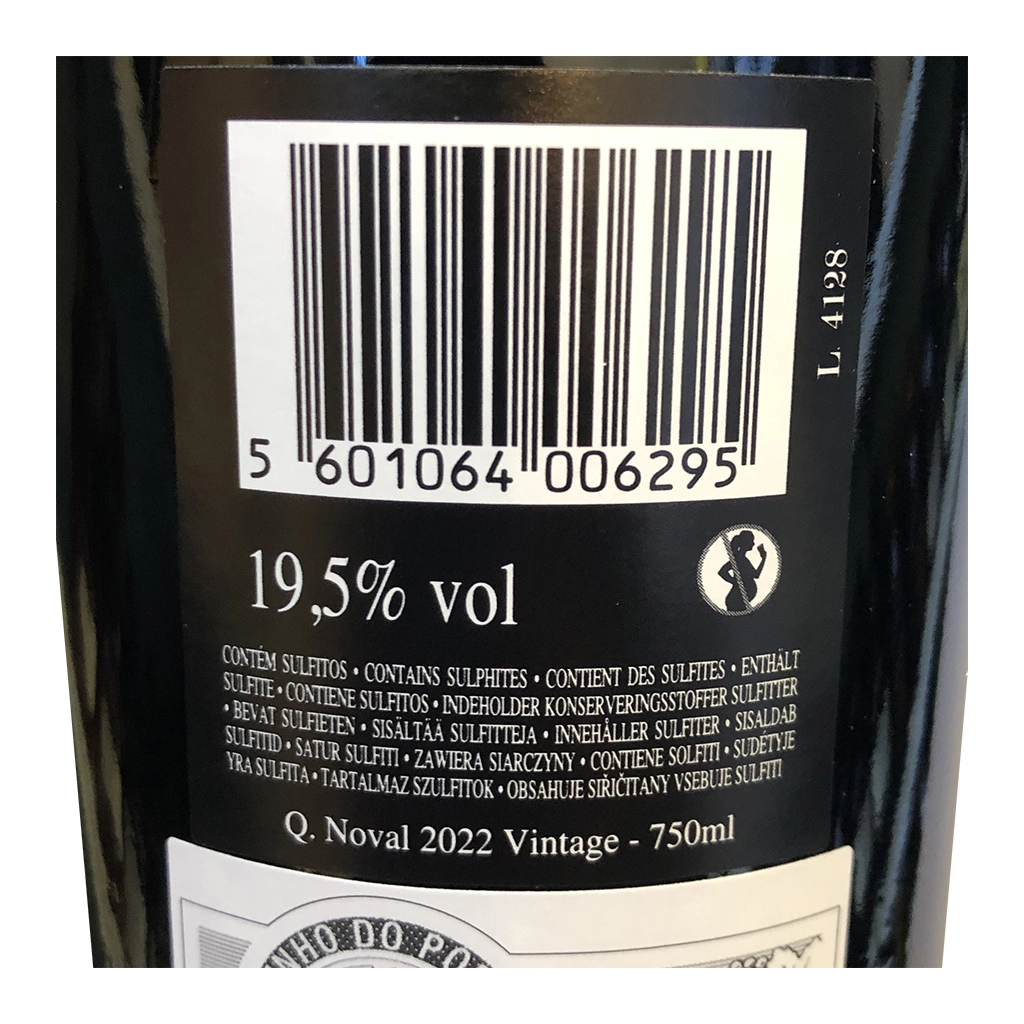 5 601064 006295
L 4128
19,5% vol
CONTÉM SULFITOS • CONTAINS SULPHITES • CONTIENT DES SULFITES • ENTHÄLT
SULFITE • CONTIENE SULFITOS • INDEHOLDER KONSERVERINGSSTOFFER SULFITTER
• BEVAT SULFIETEN • SISÄLTÄÄ SULFITTEJA • INNEHÅLLER SULFITER • SISALDAB
SULFITID • SATUR SULFITI • ZAWIERA SIARCZYNY • CONTIENE SOLFITI • SUDÉTYJE
YRA SULFITA • TARTALMAZ SZULFITOK • OBSAHUJE SIŘIČITANY VSEBUJE SULFITI
Q. Noval 2022 Vintage - 750ml
DO